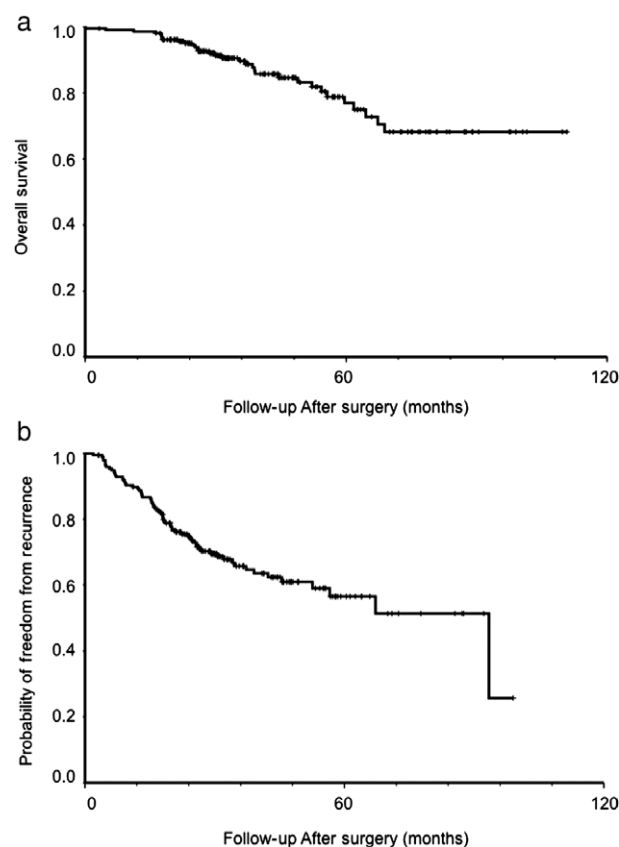 a
1.0
0.8
0.6
0.4
0.2
0.0
Overall survival
0 60 120
Follow-up After surgery (months)
b
1.0
0.8
0.6
0.4
0.2
0.0
Probability of freedom from recurrence
0 60 120
Follow-up After surgery (months)